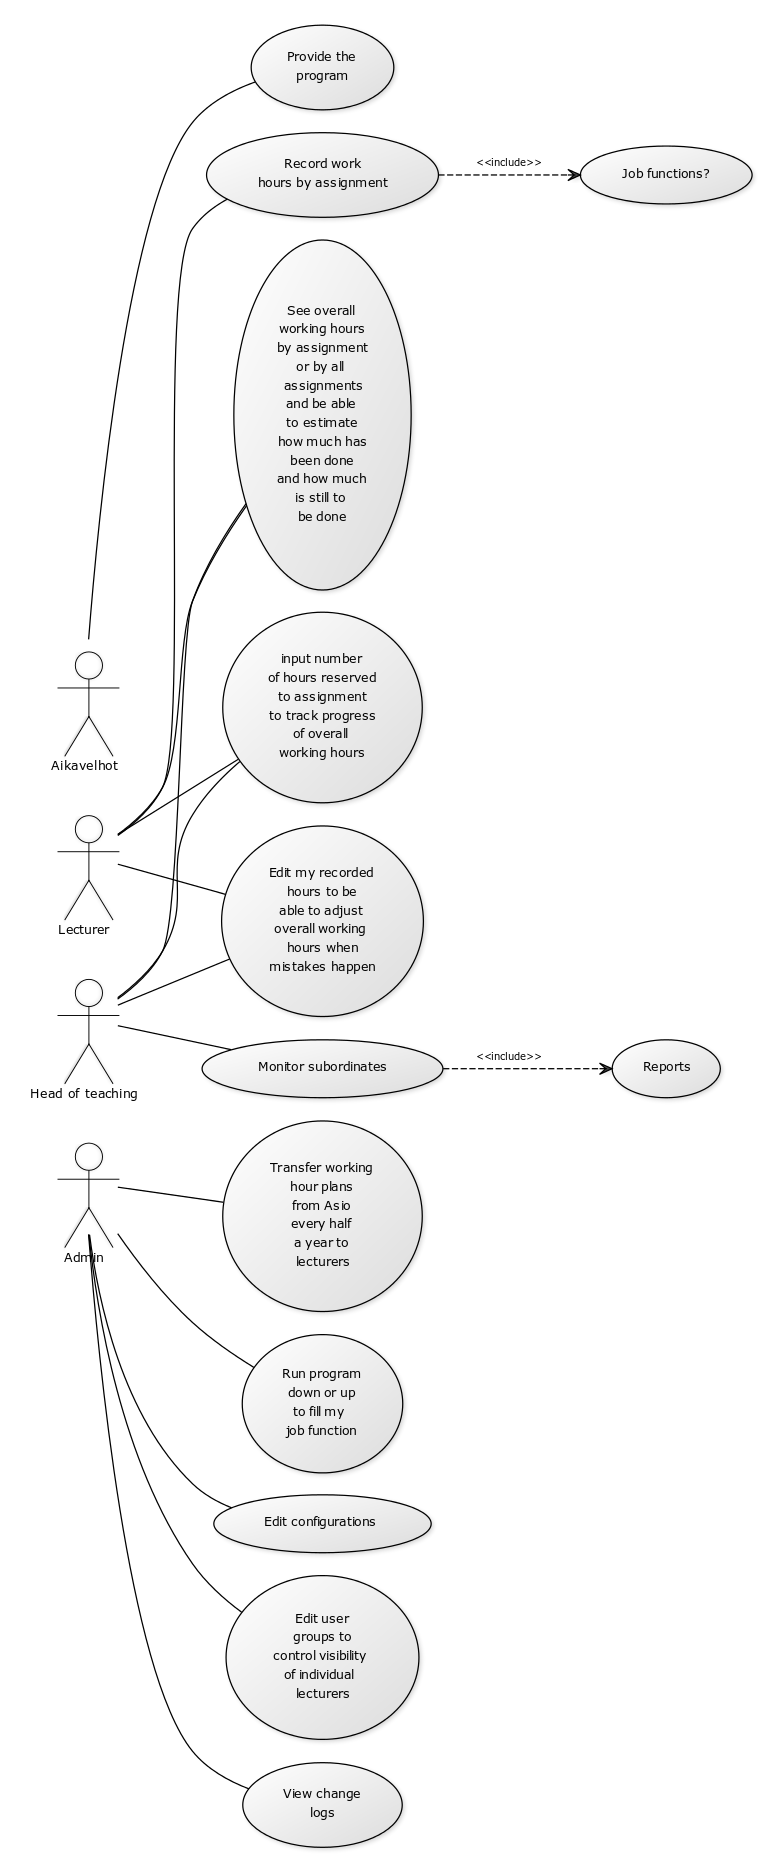 Provide the
program
Record work
hours by assignment
<<include>>
Job functions?
See overall
working hours
by assignment
or by all
assignments
and be able
to estimate
how much has
been done
and how much
is still to
be done
input number
of hours reserved
to assignment
to track progress
of overall
working hours
Aikavelhot
Edit my recorded
hours to be
able to adjust
overall working
hours when
mistakes happen
Lecturer
Monitor subordinates
<<include>>
Reports
Head of teaching
Transfer working
hour plans
from Asio
every half
a year to
lecturers
Admin
Run program
down or up
to fill my
job function
Edit configurations
Edit user
groups to
control visibility
of individual
lecturers
View change
logs